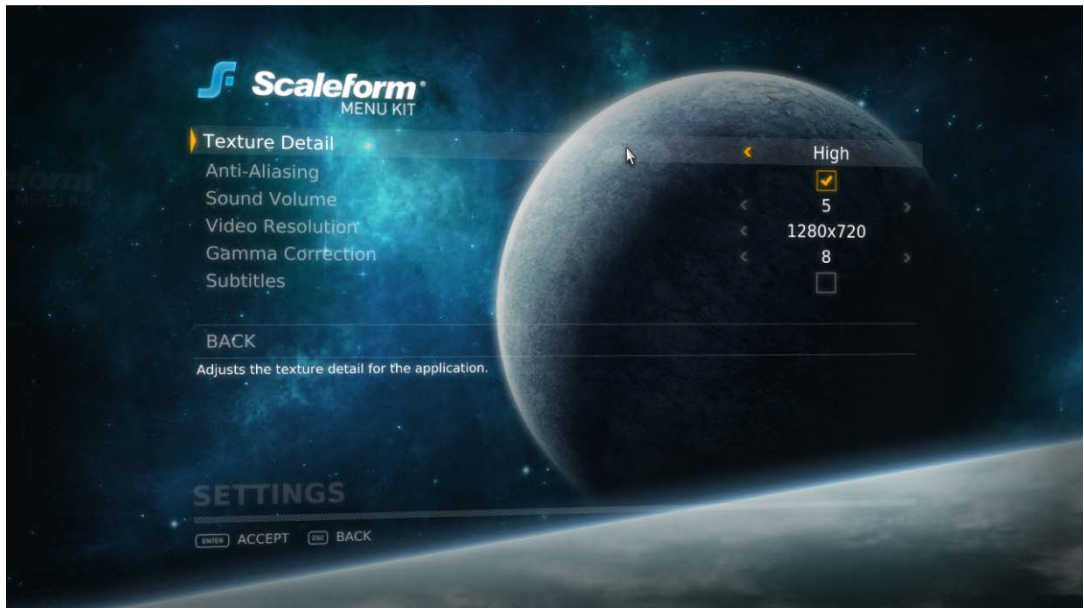 Scaleform®
MENU KIT
Texture Detail < High
Anti-Aliasing
Sound Volume < 5 >
Video Resolution < 1280x720
Gamma Correction < 8 >
Subtitles
BACK
Adjusts the texture detail for the application.
SETTINGS
ENTER ACCEPT ESC BACK